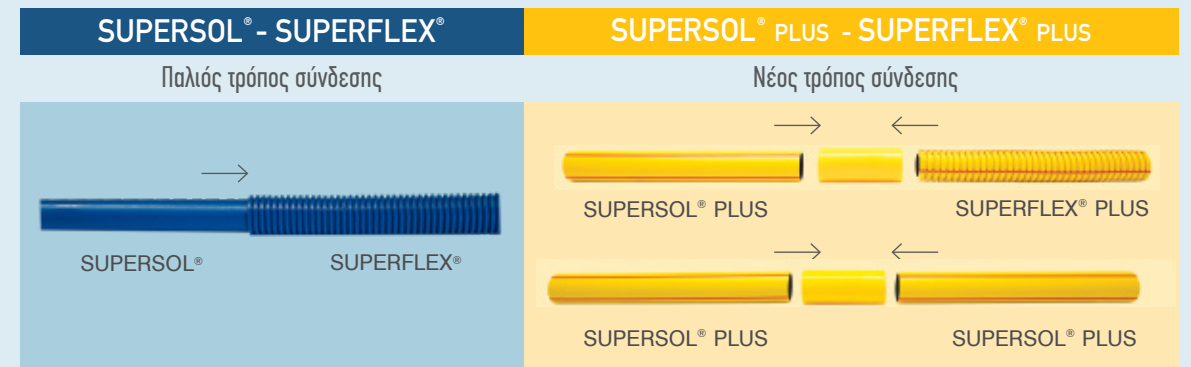 SUPERSOL® - SUPERFLEX®
Παλιός τρόπος σύνδεσης
SUPERSOL®
SUPERFLEX®
SUPERSOL® PLUS - SUPERFLEX® PLUS
Νέος τρόπος σύνδεσης
SUPERSOL® PLUS
SUPERFLEX® PLUS
SUPERSOL® PLUS
SUPERSOL® PLUS